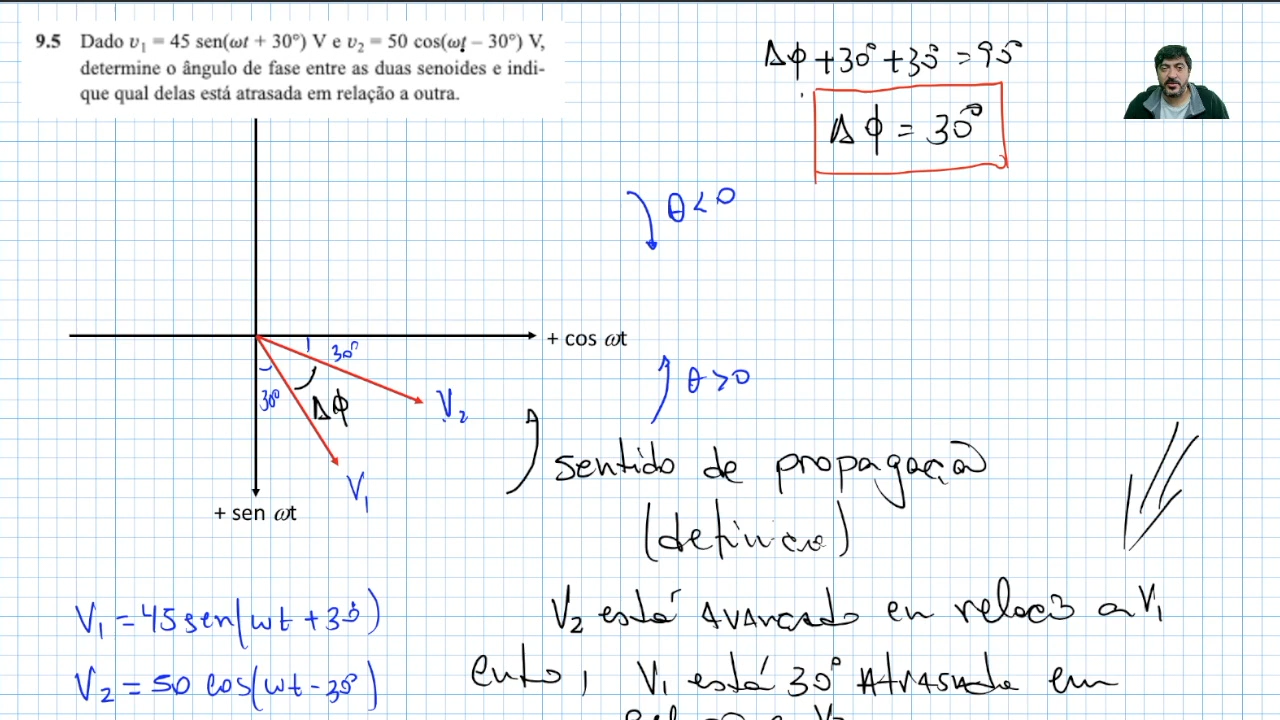 9.5 Dado v₁ = 45 sen(ωt + 30°) V e v₂ = 50 cos(ωt – 30°) V,
determine o ângulo de fase entre as duas senoides e indi-
que qual delas está atrasada em relação a outra.
Δϕ + 30° + 30° = 90°
Δϕ = 30°
θ < 0
+ cos ωt
30°
θ > 0
30°
Δϕ
V₂
sentido de propagação
V₁
+ sen ωt
(definição)
V₁ = 45 sen(ωt + 30°)
V₂ está avançado em relação a V₁
V₂ = 50 cos(ωt - 30°)
então, V₁ está 30° atrasada em